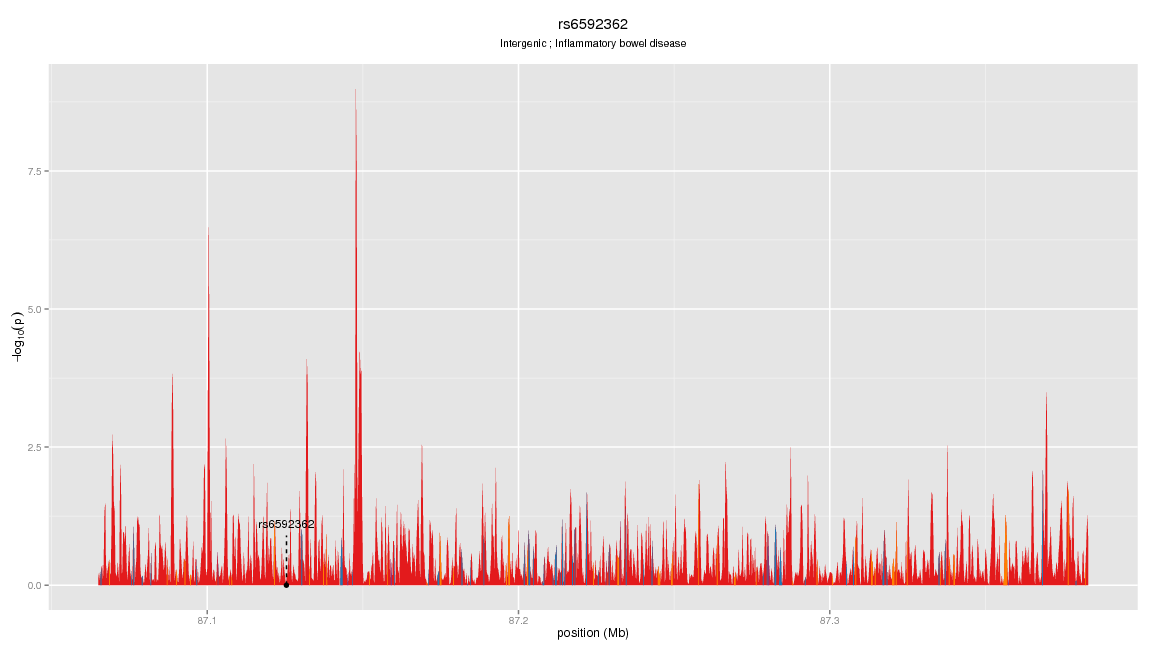 rs6592362
Intergenic ; Inflammatory bowel disease
−log10(p)
7.5
5.0
2.5
0.0
rs6592362
87.1
87.2
87.3
position (Mb)